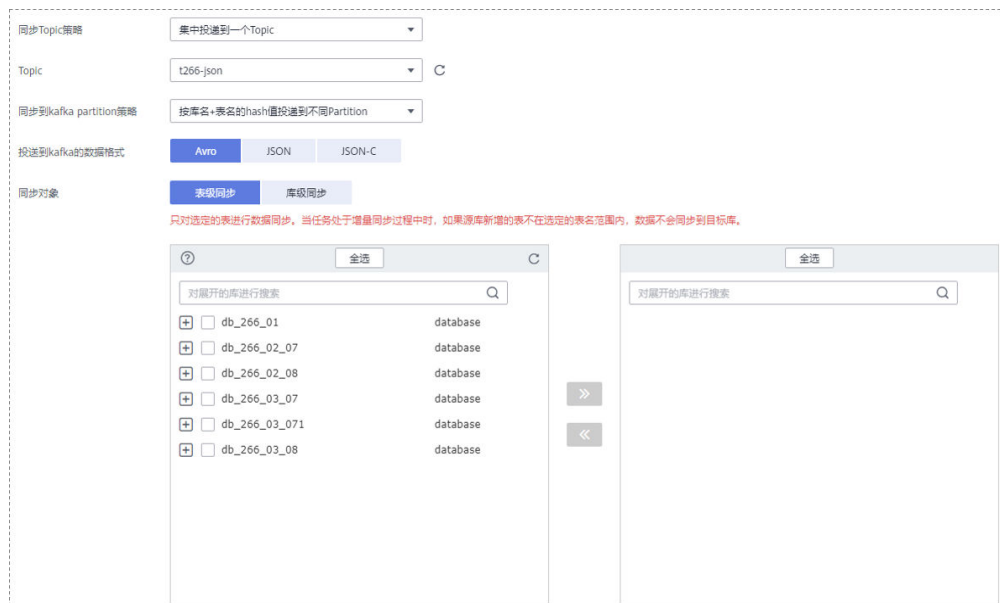 同步Topic策略 集中投递到一个Topic
Topic t266-json
同步到kafka partition策略 按库名+表名的hash值投递到不同Partition
投送到kafka的数据格式 Avro JSON JSON-C
同步对象 表级同步 库级同步
只对选定的表进行数据同步。当任务处于增量同步过程中时，如果源库新增的表不在选定的表名范围内，数据不会同步到目标库。
全选 全选
对展开的库进行搜索 对展开的库进行搜索
db_266_01 database
db_266_02_07 database
db_266_02_08 database
db_266_03_07 database
db_266_03_071 database
db_266_03_08 database